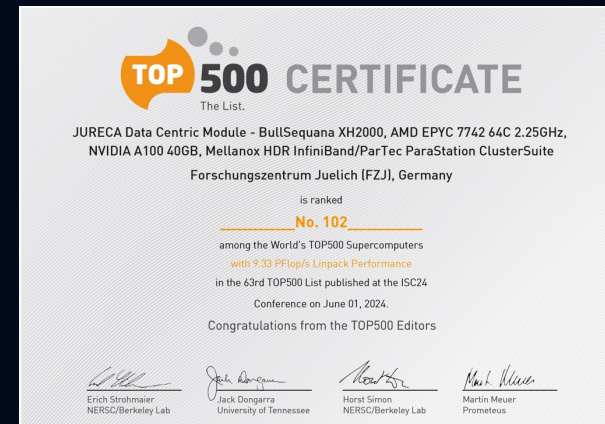 TOP 500 CERTIFICATE
The List.
JURECA Data Centric Module - BullSequana XH2000, AMD EPYC 7742 64C 2.25GHz,
NVIDIA A100 40GB, Mellanox HDR InfiniBand/ParTec ParaStation ClusterSuite
Forschungszentrum Juelich (FZJ), Germany
is ranked
No. 102
among the World's TOP500 Supercomputers
with 9.33 PFlop/s Linpack Performance
in the 63rd TOP500 List published at the ISC24
Conference on June 01, 2024.
Congratulations from the TOP500 Editors
Erich Strohmaier
NERSC/Berkeley Lab
Jack Dongarra
University of Tennessee
Horst Simon
NERSC/Berkeley Lab
Martin Meuer
Prometeus